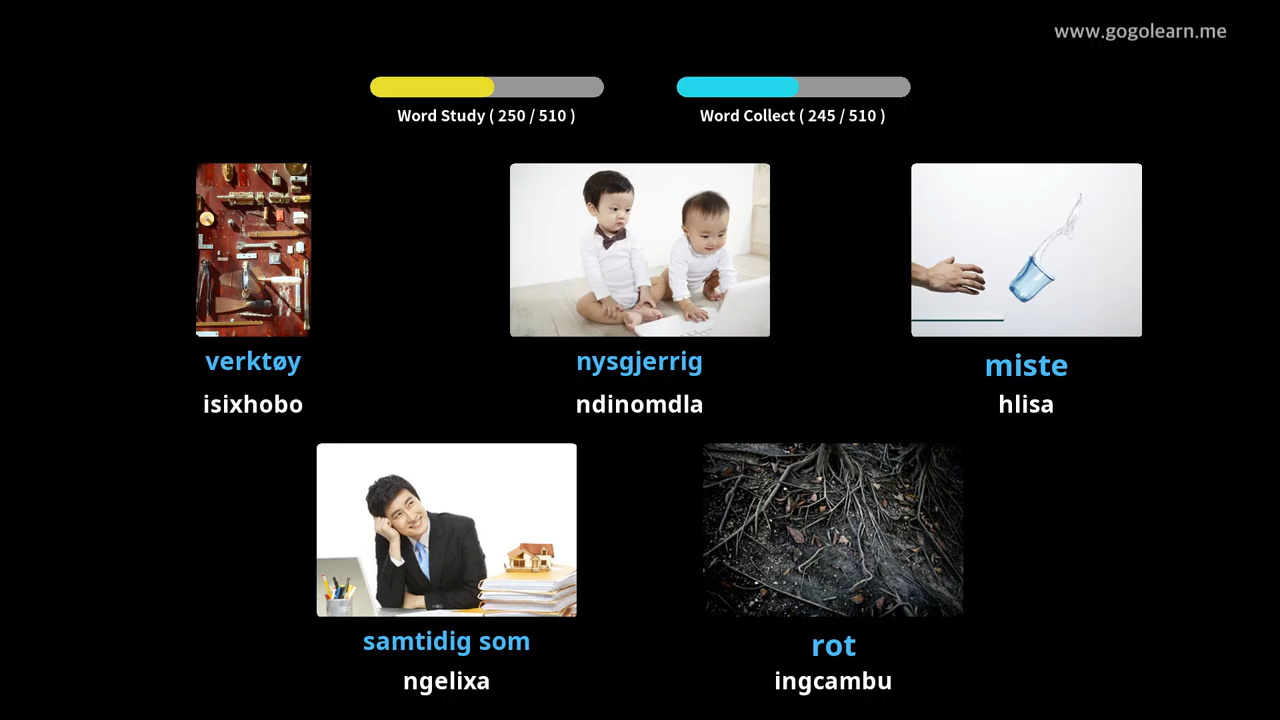 www.gogolearn.me
Word Study ( 250 / 510 )
Word Collect ( 245 / 510 )
verktøy
isixhobo
nysgjerrig
ndinomdla
miste
hlisa
samtidig som
ngelixa
rot
ingcambu